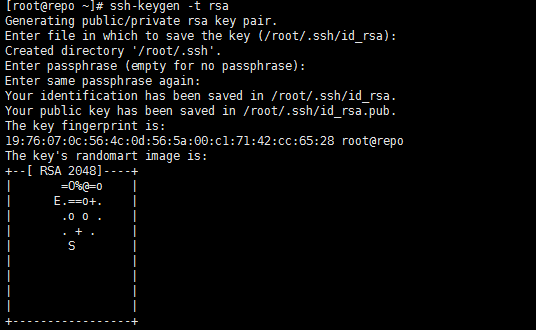 [root@repo ~]# ssh-keygen -t rsa
Generating public/private rsa key pair.
Enter file in which to save the key (/root/.ssh/id_rsa):
Created directory '/root/.ssh'.
Enter passphrase (empty for no passphrase):
Enter same passphrase again:
Your identification has been saved in /root/.ssh/id_rsa.
Your public key has been saved in /root/.ssh/id_rsa.pub.
The key fingerprint is:
19:76:07:0c:56:4c:0d:56:5a:00:c1:71:42:cc:65:28 root@repo
The key's randomart image is:
+--[ RSA 2048]----+
|       =O%@=o    |
|      E.==o+.    |
|       .o o .    |
|       . + .     |
|        S        |
|                 |
|                 |
|                 |
|                 |
+-----------------+